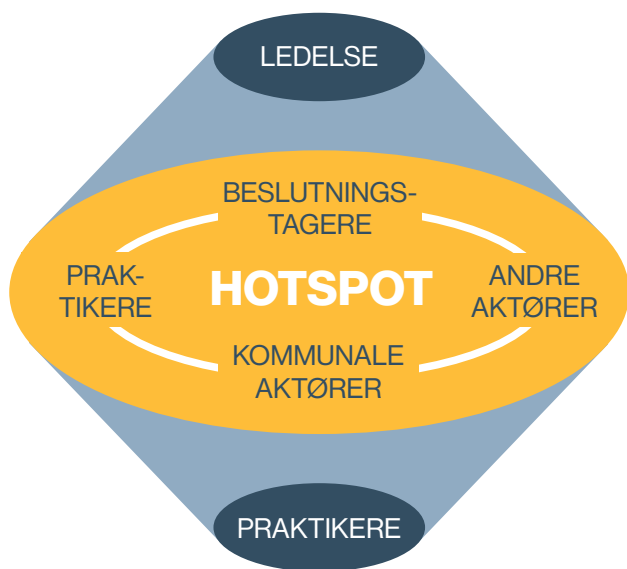 LEDELSE
BESLUTNINGS-
TAGERE
PRAK-
TIKERE
HOTSPOT
ANDRE
AKTØRER
KOMMUNALE
AKTØRER
PRAKTIKERE